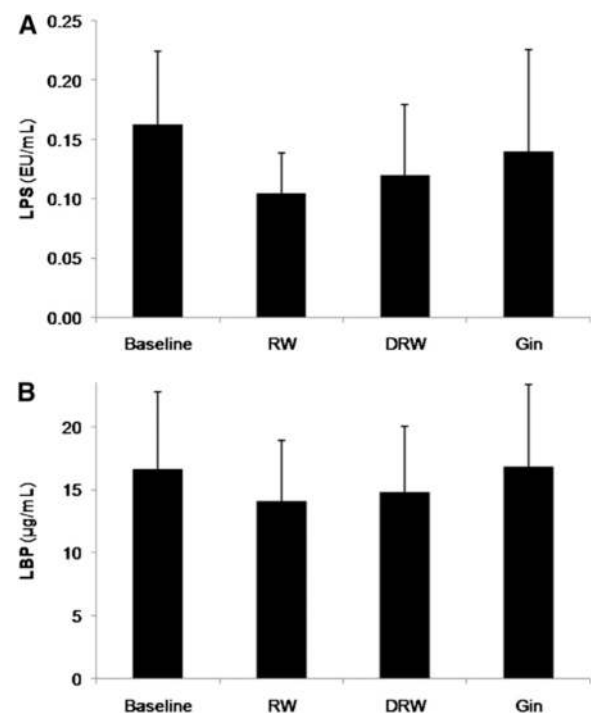 A
LPS (EU/mL)
0.25
0.20
0.15
0.10
0.05
0.00
Baseline RW DRW Gin
B
LBP (µg/mL)
20
15
10
5
0
Baseline RW DRW Gin